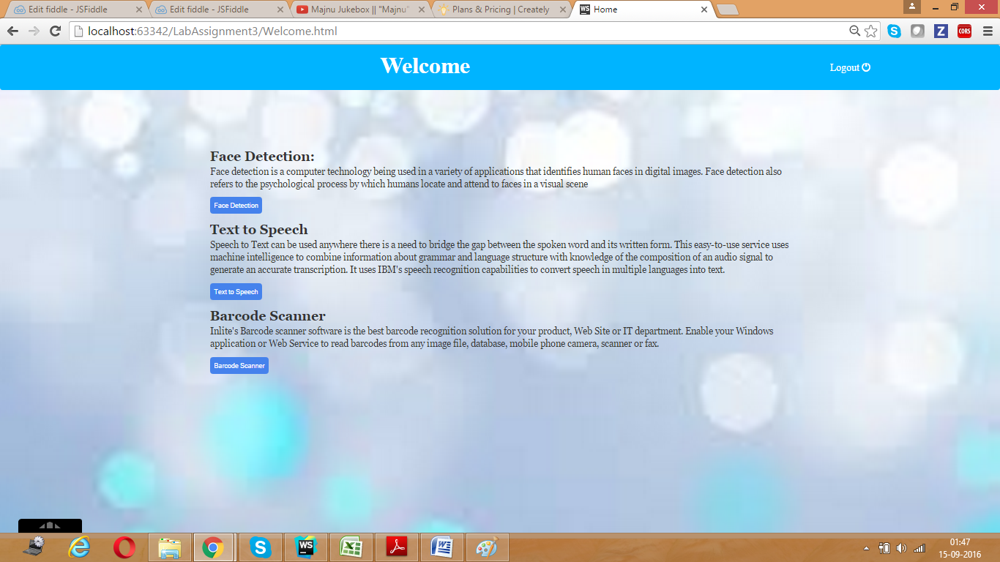 Edit fiddle - JSFiddle
Edit fiddle - JSFiddle
Majnu Jukebox || "Majnu"
Plans & Pricing | Creately
WS Home
localhost:63342/LabAssignment3/Welcome.html
S
Z
CORS
Welcome
Logout
Face Detection:
Face detection is a computer technology being used in a variety of applications that identifies human faces in digital images. Face detection also
refers to the psychological process by which humans locate and attend to faces in a visual scene
Face Detection
Text to Speech
Speech to Text can be used anywhere there is a need to bridge the gap between the spoken word and its written form. This easy-to-use service uses
machine intelligence to combine information about grammar and language structure with knowledge of the composition of an audio signal to
generate an accurate transcription. It uses IBM's speech recognition capabilities to convert speech in multiple languages into text.
Text to Speech
Barcode Scanner
Inlite's Barcode scanner software is the best barcode recognition solution for your product, Web Site or IT department. Enable your Windows
application or Web Service to read barcodes from any image file, database, mobile phone camera, scanner or fax.
Barcode Scanner
WS
01:47
15-09-2016